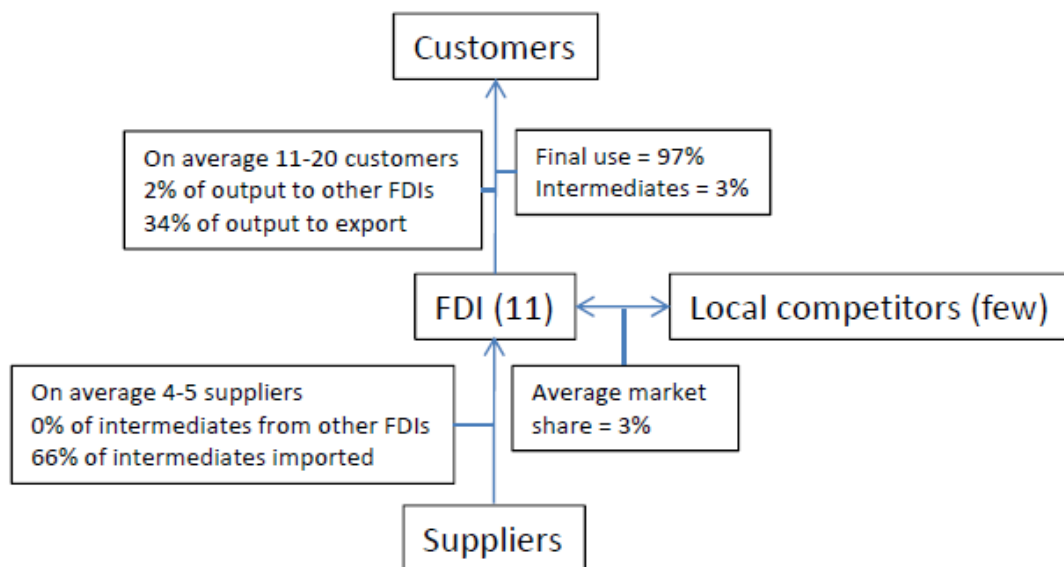 Customers
On average 11-20 customers
2% of output to other FDIs
34% of output to export
Final use = 97%
Intermediates = 3%
FDI (11)
Local competitors (few)
On average 4-5 suppliers
0% of intermediates from other FDIs
66% of intermediates imported
Average market
share = 3%
Suppliers